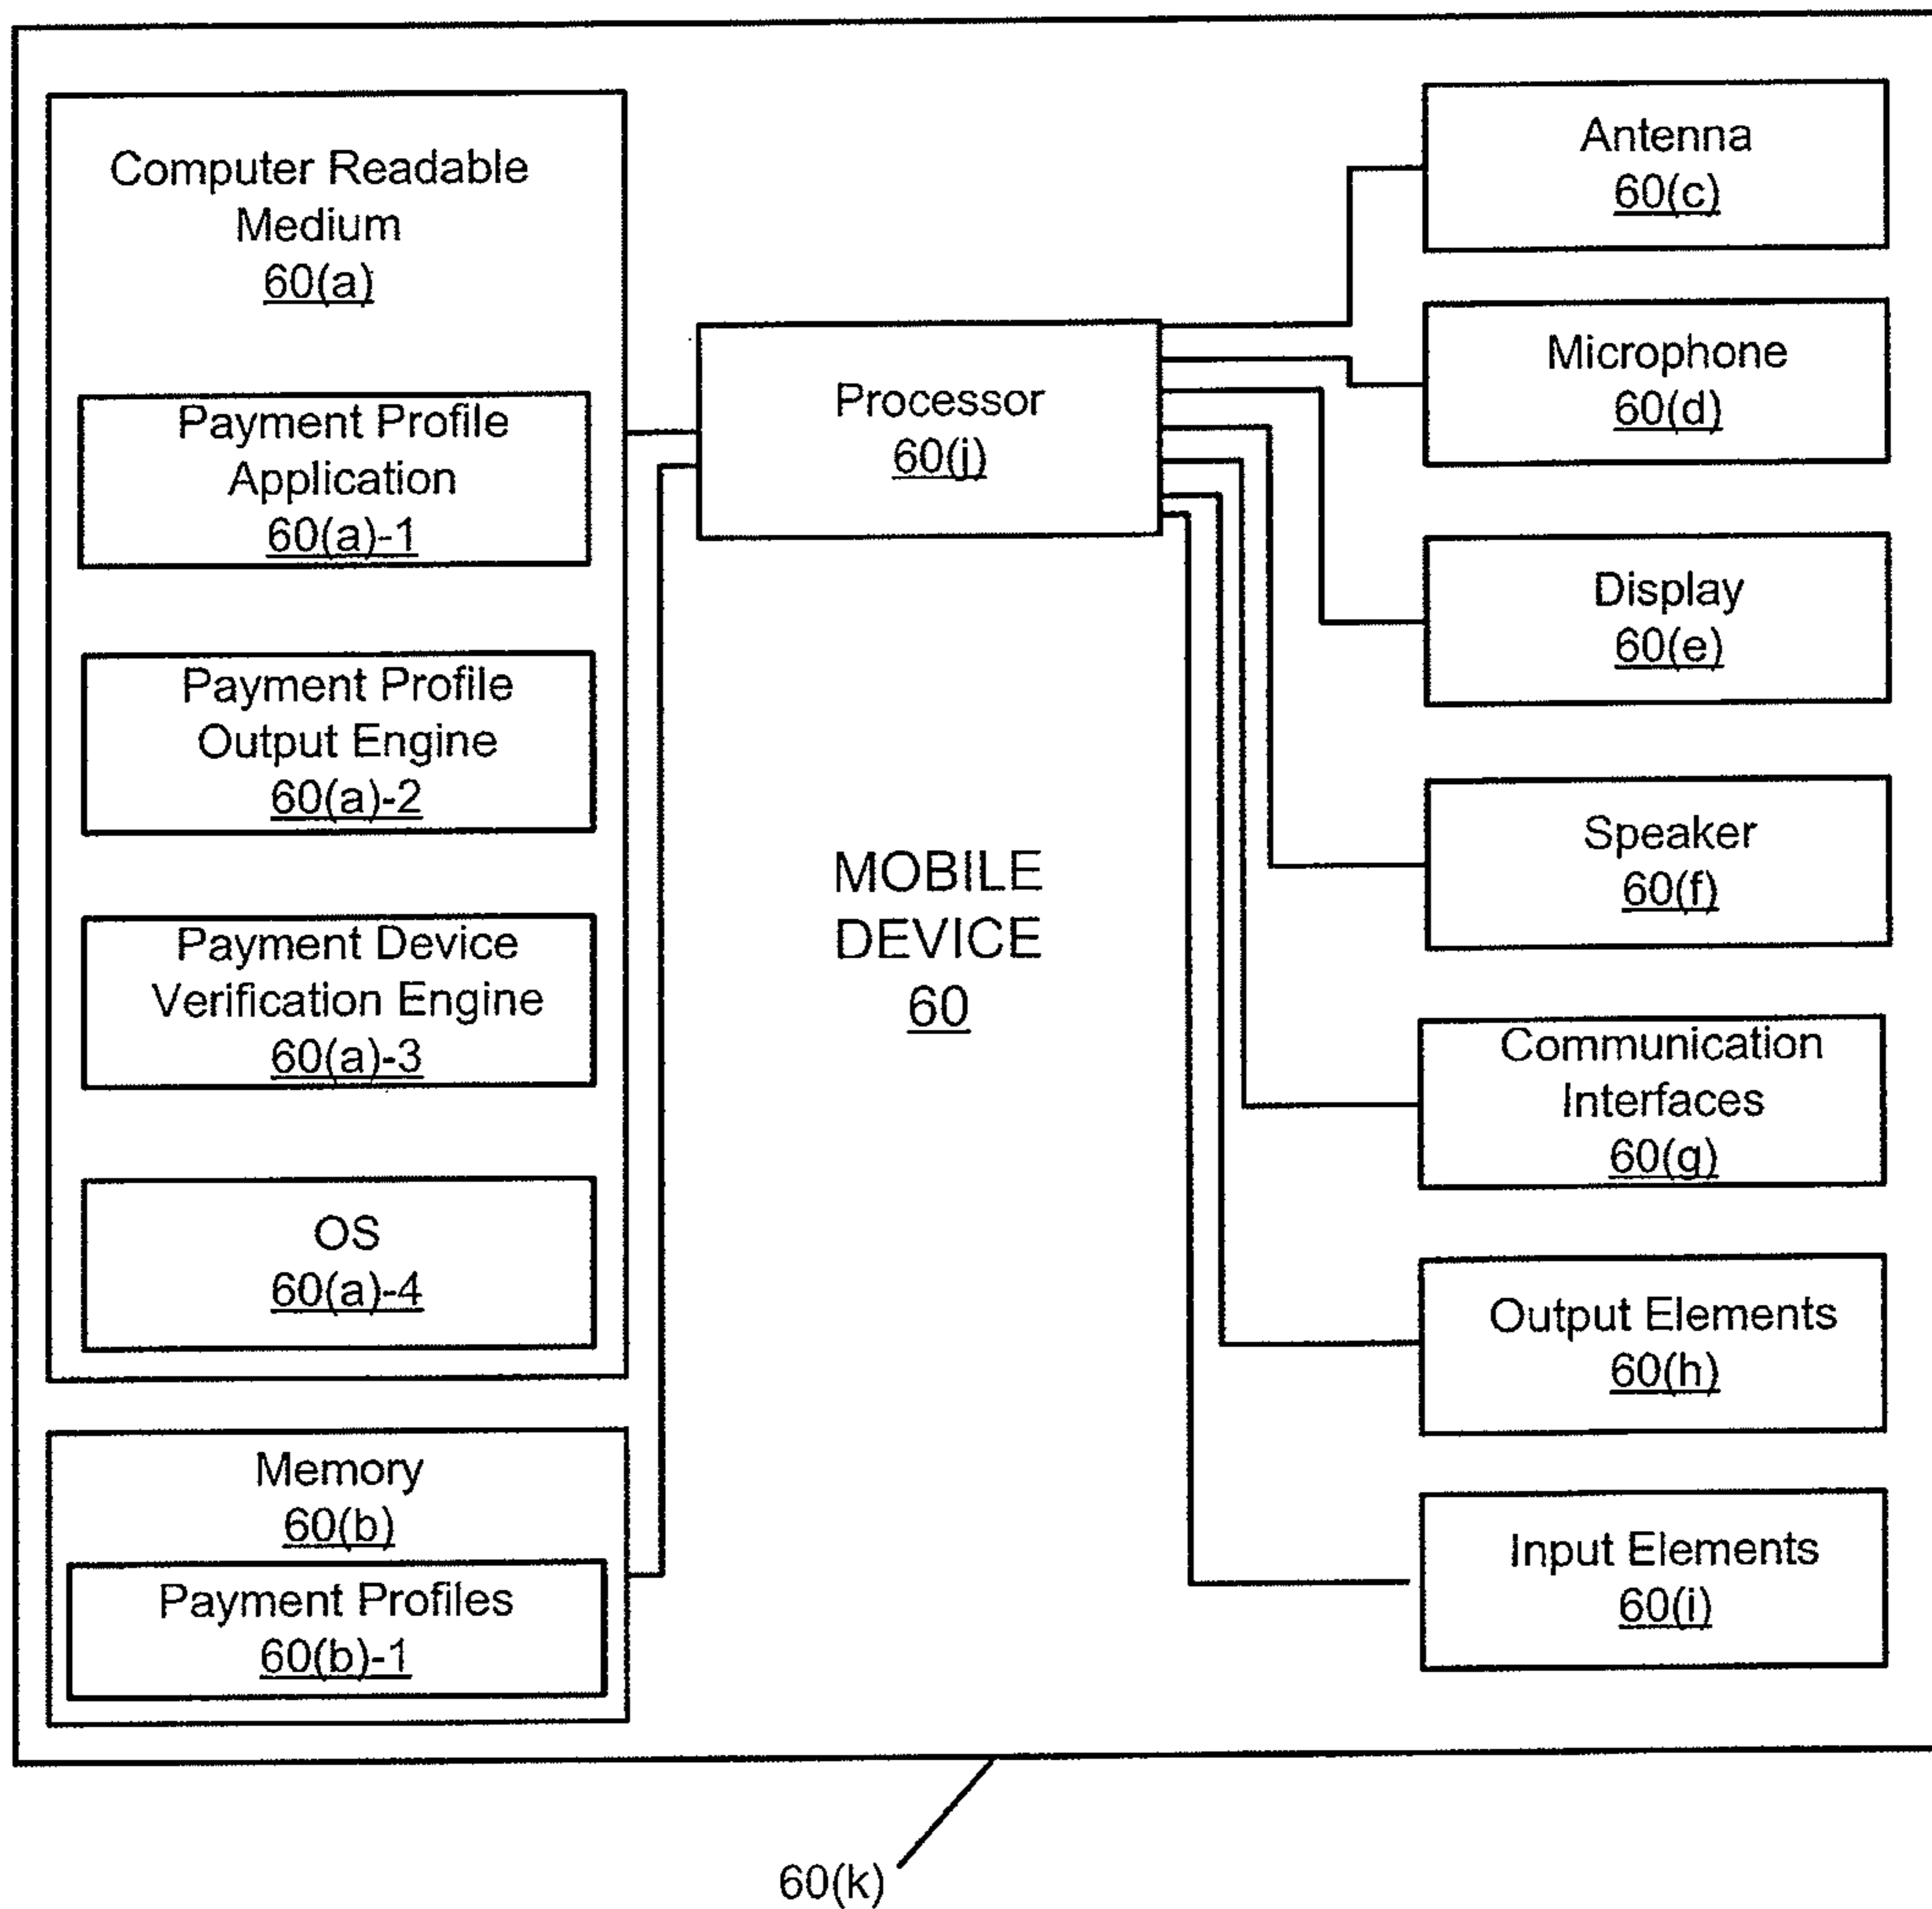 Computer Readable
Medium
60(a)
Payment Profile
Application
60(a)-1
Payment Profile
Output Engine
60(a)-2
Payment Device
Verification Engine
60(a)-3
OS
60(a)-4
Memory
60(b)
Payment Profiles
60(b)-1
Processor
60(j)
MOBILE
DEVICE
60
Antenna
60(c)
Microphone
60(d)
Display
60(e)
Speaker
60(f)
Communication
Interfaces
60(g)
Output Elements
60(h)
Input Elements
60(i)
60(k)